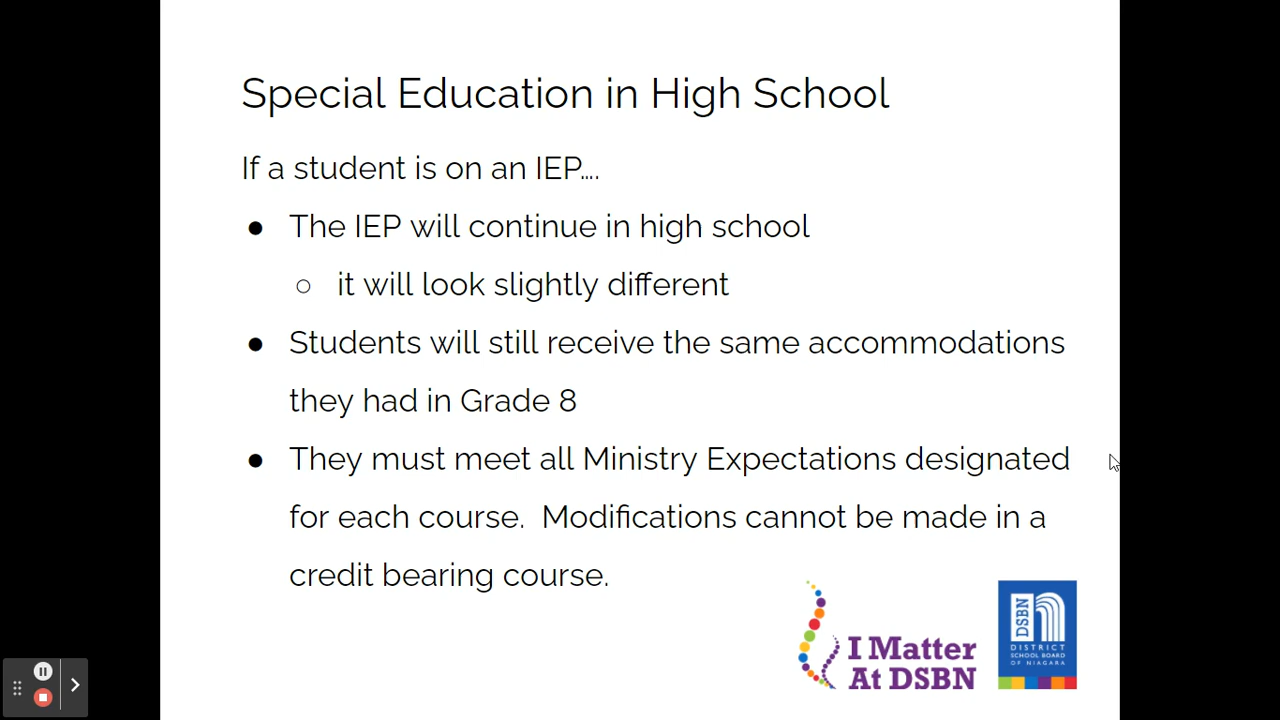 Special Education in High School
If a student is on an IEP....
● The IEP will continue in high school
○ it will look slightly different
● Students will still receive the same accommodations
they had in Grade 8
● They must meet all Ministry Expectations designated
for each course.  Modifications cannot be made in a
credit bearing course.
I Matter
At DSBN
DSBN
DISTRICT
SCHOOL BOARD
OF NIAGARA